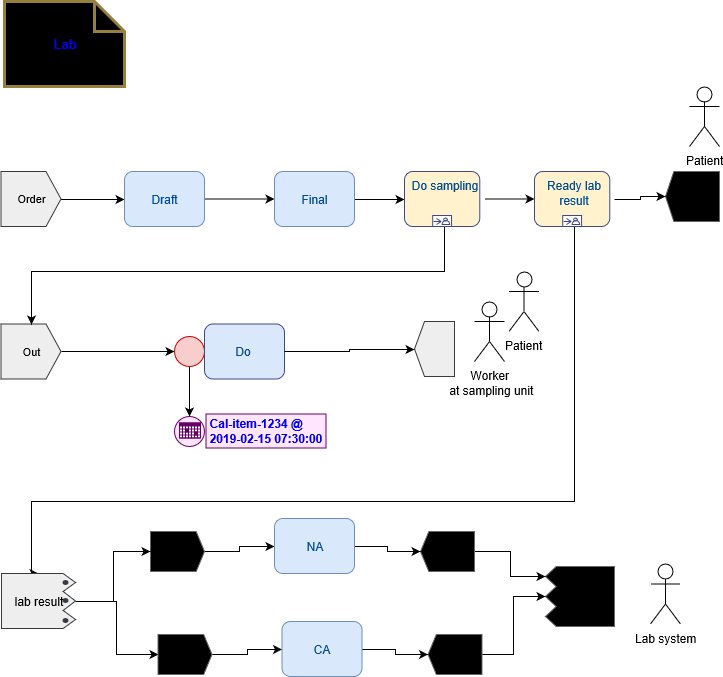 Lab
Patient
Order
Draft
Final
Do sampling
Ready lab
result
Out
Do
Patient
Worker
at sampling unit
Cal-item-1234 @
2019-02-15 07:30:00
NA
lab result
CA
Lab system